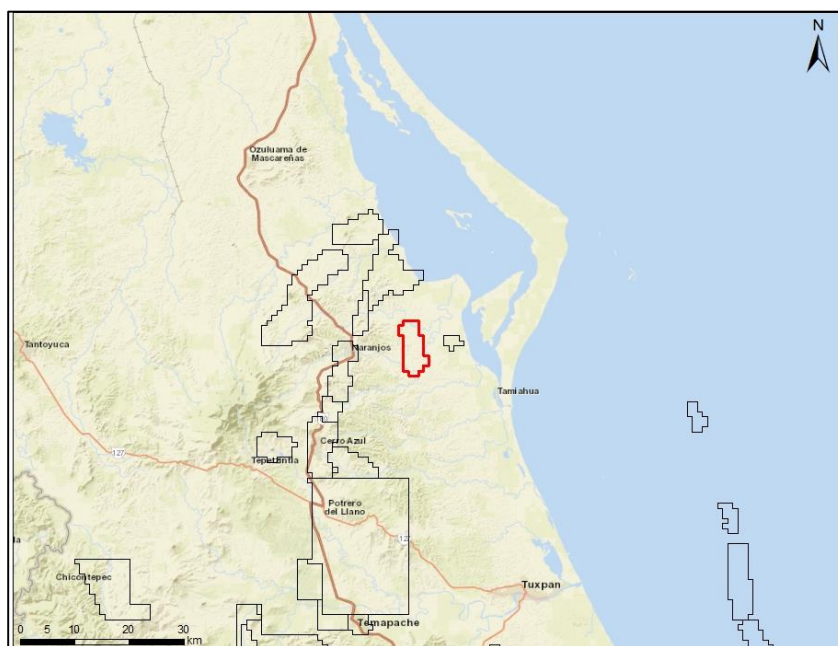 N
Ozuluama de
Mascareñas
Naranjos
Tantoyuca
Tamiahua
127
Cerro Azul
Tepetzintla
Potrero
del Llano
127
Tuxpan
Chicontepec
Temapache
0 10 20 30
km